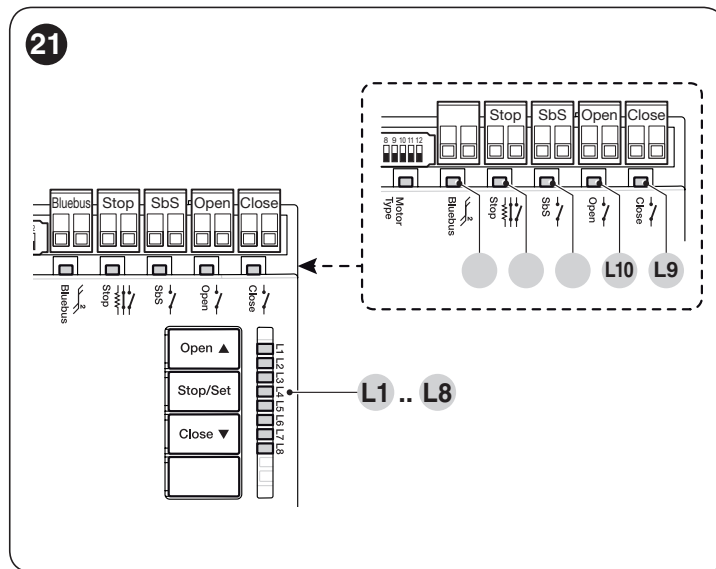 21
Stop SbS Open Close
8 9 10 11 12
Motor Type
Bluebus
2
Stop
SbS
Open
Close
L10 L9
Bluebus Stop SbS Open Close
Bluebus
2
Stop
SbS
Open
Close
Open ▲
Stop/Set
Close ▼
L1 L2 L3 L4 L5 L6 L7 L8
L1 .. L8